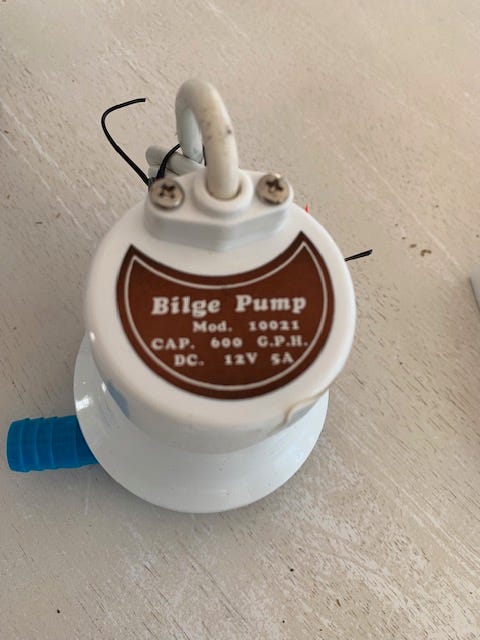 Bilge Pump
Mod. 10021
CAP. 600 G.P.H.
DC. 12V 5A